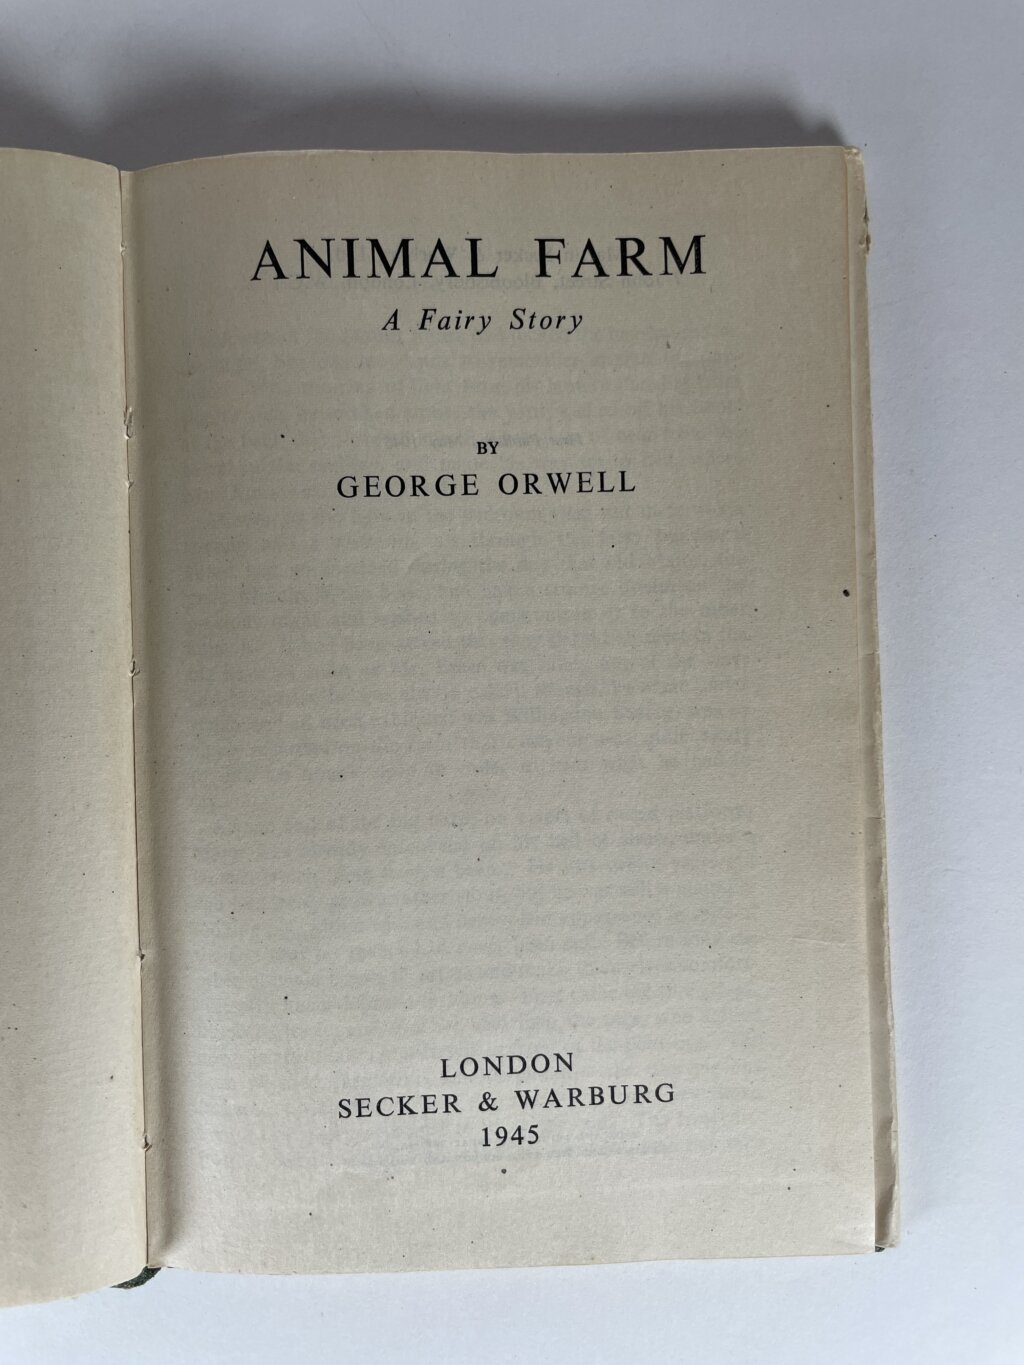 ANIMAL FARM
A Fairy Story
BY
GEORGE ORWELL
LONDON
SECKER & WARBURG
1945